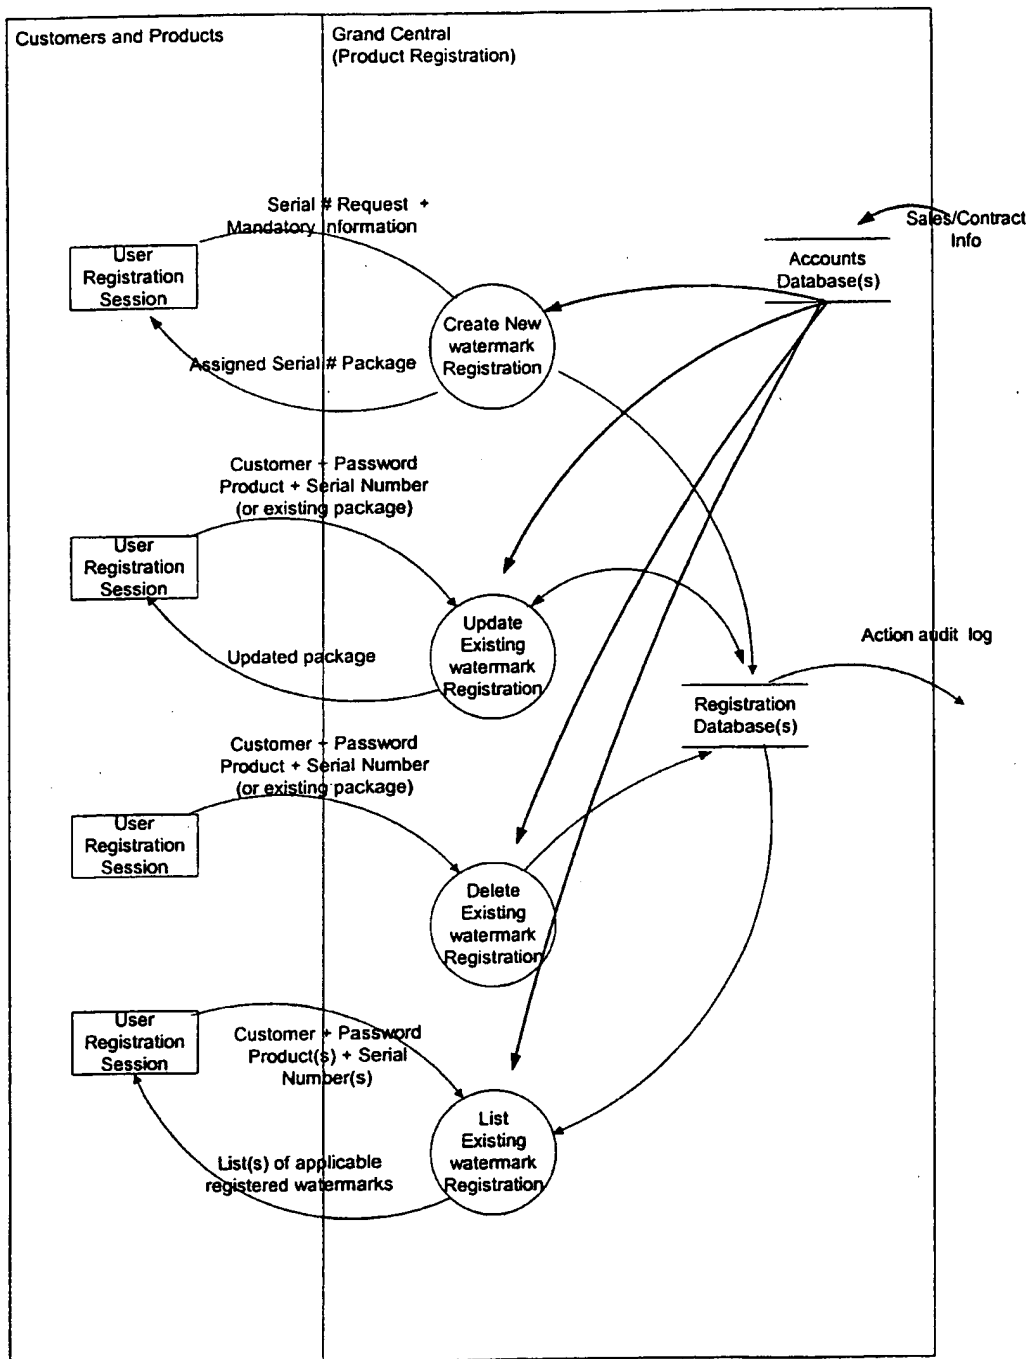 Customers and Products
Grand Central
(Product Registration)
Serial # Request +
Mandatory Information
User
Registration
Session
Assigned Serial # Package
Create New
watermark
Registration
Sales/Contract
Info
Accounts
Database(s)
Customer + Password
Product + Serial Number
(or existing package)
User
Registration
Session
Updated package
Update
Existing
watermark
Registration
Action audit log
Registration
Database(s)
Customer + Password
Product + Serial Number
(or existing package)
User
Registration
Session
Delete
Existing
watermark
Registration
User
Registration
Session
Customer + Password
Product(s) + Serial
Number(s)
List
Existing
watermark
Registration
List(s) of applicable
registered watermarks